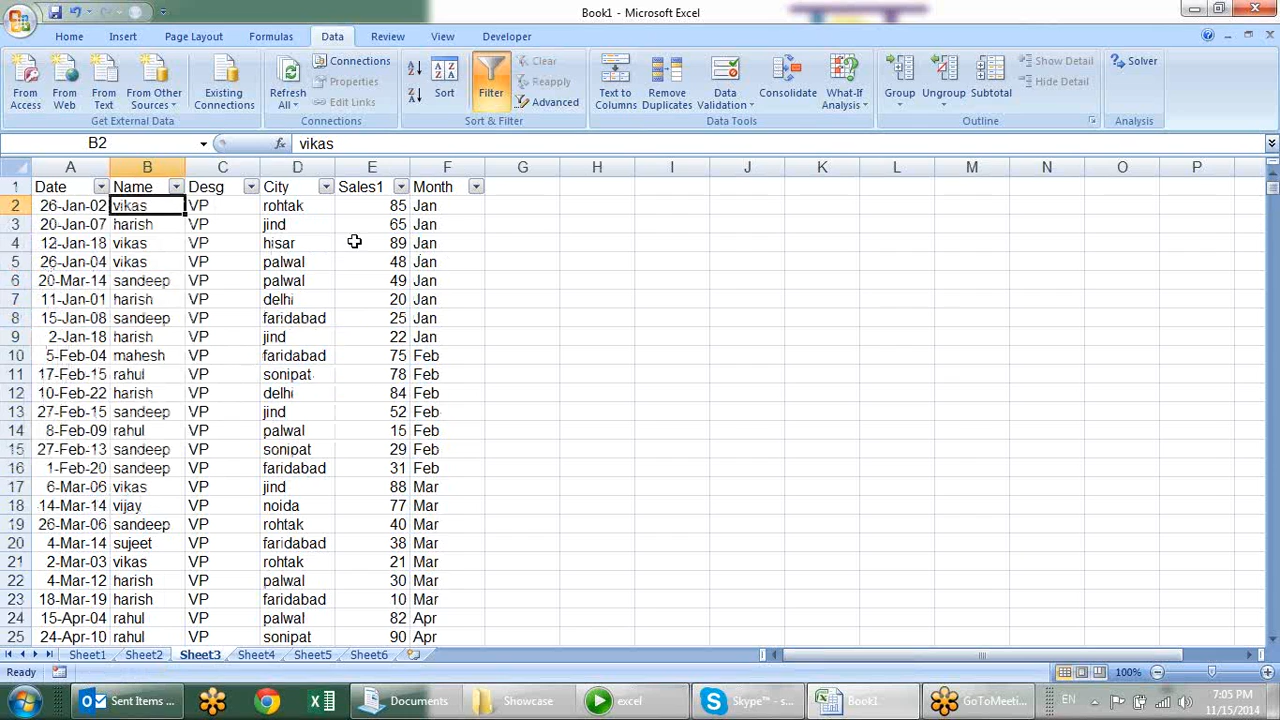 Book1 - Microsoft Excel
Home Insert Page Layout Formulas Data Review View Developer
From Access From Web From Text From Other Sources Existing Connections Refresh All Connections Properties Edit Links Sort Filter Clear Reapply Advanced Text to Columns Remove Duplicates Data Validation Consolidate What-If Analysis Group Ungroup Subtotal Show Detail Hide Detail Solver
Get External Data Connections Sort & Filter Data Tools Outline Analysis
B2 fx vikas
A B C D E F G H I J K L M N O P
1 Date Name Desg City Sales1 Month
2 26-Jan-02 vikas VP rohtak 85 Jan
3 20-Jan-07 harish VP jind 65 Jan
4 12-Jan-18 vikas VP hisar 89 Jan
5 26-Jan-04 vikas VP palwal 48 Jan
6 20-Mar-14 sandeep VP palwal 49 Jan
7 11-Jan-01 harish VP delhi 20 Jan
8 15-Jan-08 sandeep VP faridabad 25 Jan
9 2-Jan-18 harish VP jind 22 Jan
10 5-Feb-04 mahesh VP faridabad 75 Feb
11 17-Feb-15 rahul VP sonipat 78 Feb
12 10-Feb-22 harish VP delhi 84 Feb
13 27-Feb-15 sandeep VP jind 52 Feb
14 8-Feb-09 rahul VP palwal 15 Feb
15 27-Feb-13 sandeep VP sonipat 29 Feb
16 1-Feb-20 sandeep VP faridabad 31 Feb
17 6-Mar-06 vikas VP jind 88 Mar
18 14-Mar-14 vijay VP noida 77 Mar
19 26-Mar-06 sandeep VP rohtak 40 Mar
20 4-Mar-14 sujeet VP faridabad 38 Mar
21 2-Mar-03 vikas VP rohtak 21 Mar
22 4-Mar-12 harish VP palwal 30 Mar
23 18-Mar-19 harish VP faridabad 10 Mar
24 15-Apr-04 rahul VP palwal 82 Apr
25 24-Apr-10 rahul VP sonipat 90 Apr
Sheet1 Sheet2 Sheet3 Sheet4 Sheet5 Sheet6
Ready 100%
Sent Items ... Documents Showcase excel Skype™ - s... Book1 GoToMeeti... EN 7:05 PM
11/15/2014